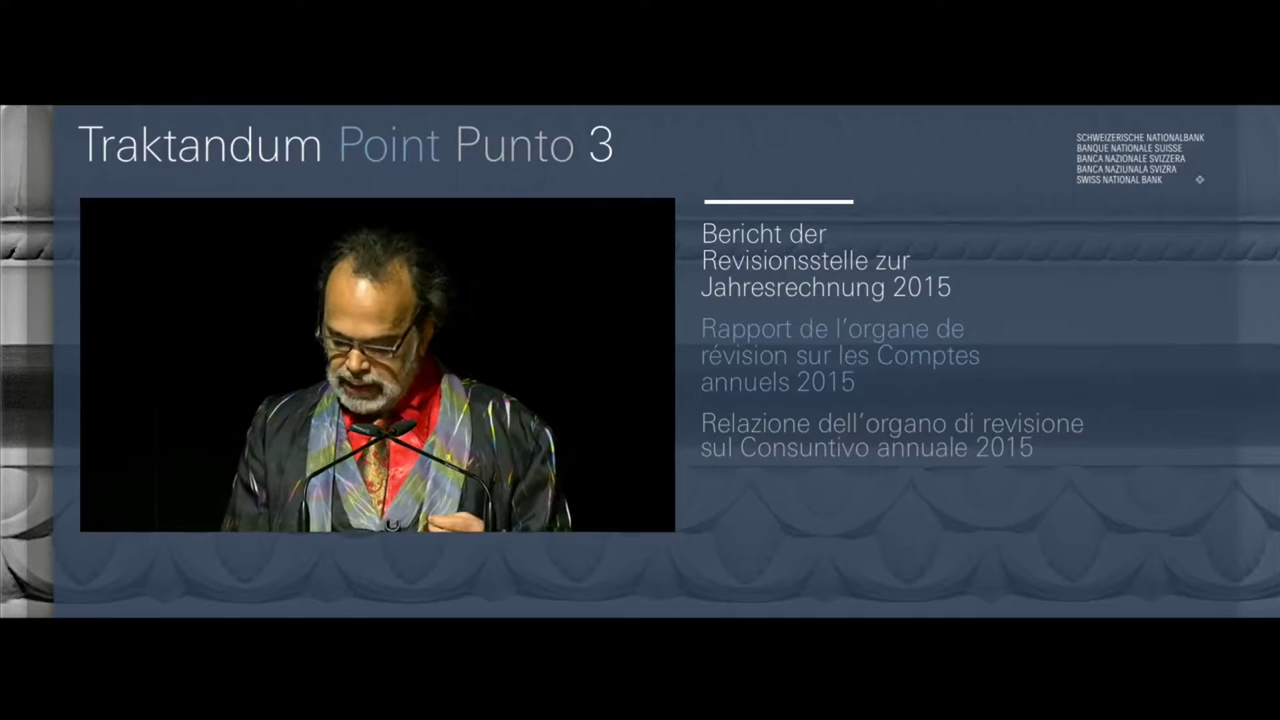 Traktandum Point Punto 3
SCHWEIZERISCHE NATIONALBANK
BANQUE NATIONALE SUISSE
BANCA NAZIONALE SVIZZERA
BANCA NAZIUNALA SVIZRA
SWISS NATIONAL BANK
Bericht der
Revisionsstelle zur
Jahresrechnung 2015
Rapport de l'organe de
révision sur les Comptes
annuels 2015
Relazione dell'organo di revisione
sul Consuntivo annuale 2015